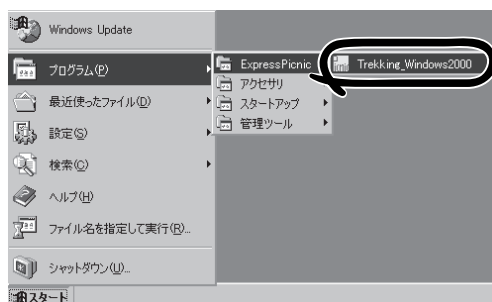 Windows Update
プログラム(P)
最近使ったファイル(D)
設定(S)
検索(C)
ヘルプ(H)
ファイル名を指定して実行(R)...
シャットダウン(U)...
スタート
ExpressPicnic
アクセサリ
スタートアップ
管理ツール
Trekking_Windows2000